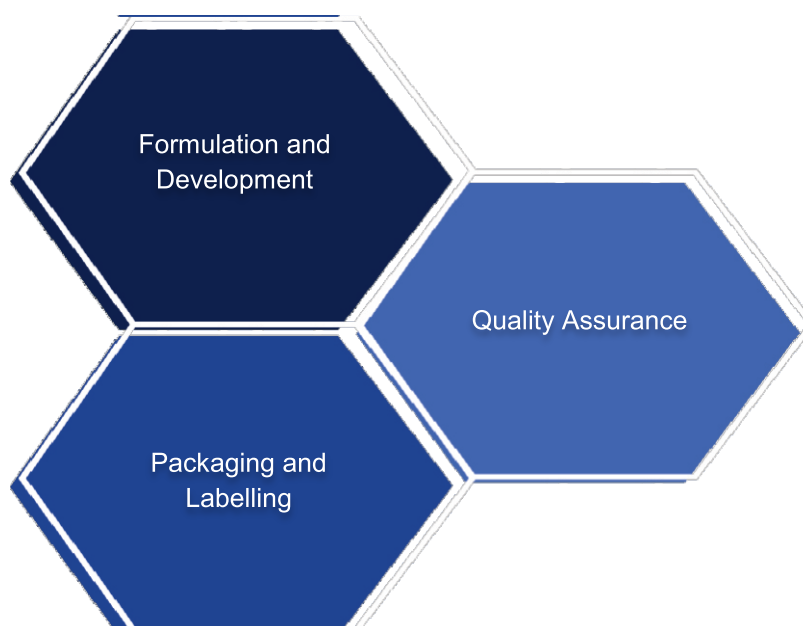 Formulation and
Development
Quality Assurance
Packaging and
Labelling